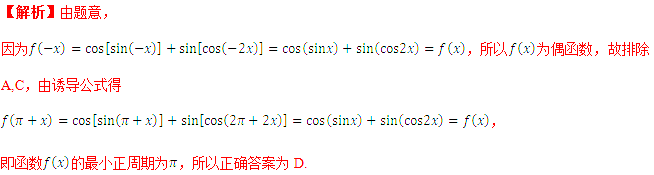 【解析】由题意，
因为f(−x) = cos[sin(−x)] + sin[cos(−2x)] = cos(sinx) + sin(cos2x) = f(x)，所以f(x)为偶函数，故排除
A,C，由诱导公式得
f(π + x) = cos[sin(π + x)] + sin[cos(2π + 2x)] = cos(sinx) + sin(cos2x) = f(x)，
即函数f(x)的最小正周期为π，所以正确答案为 D.